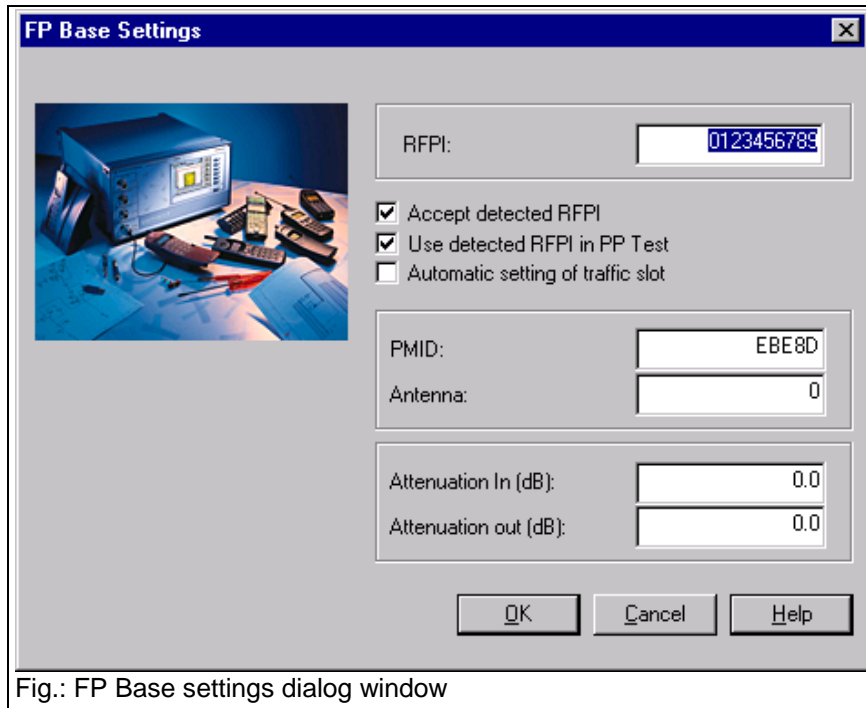 FP Base Settings
RFPI: 0123456789
Accept detected RFPI
Use detected RFPI in PP Test
Automatic setting of traffic slot
PMID: EBE8D
Antenna: 0
Attenuation In (dB): 0.0
Attenuation out (dB): 0.0
OK Cancel Help
Fig.: FP Base settings dialog window